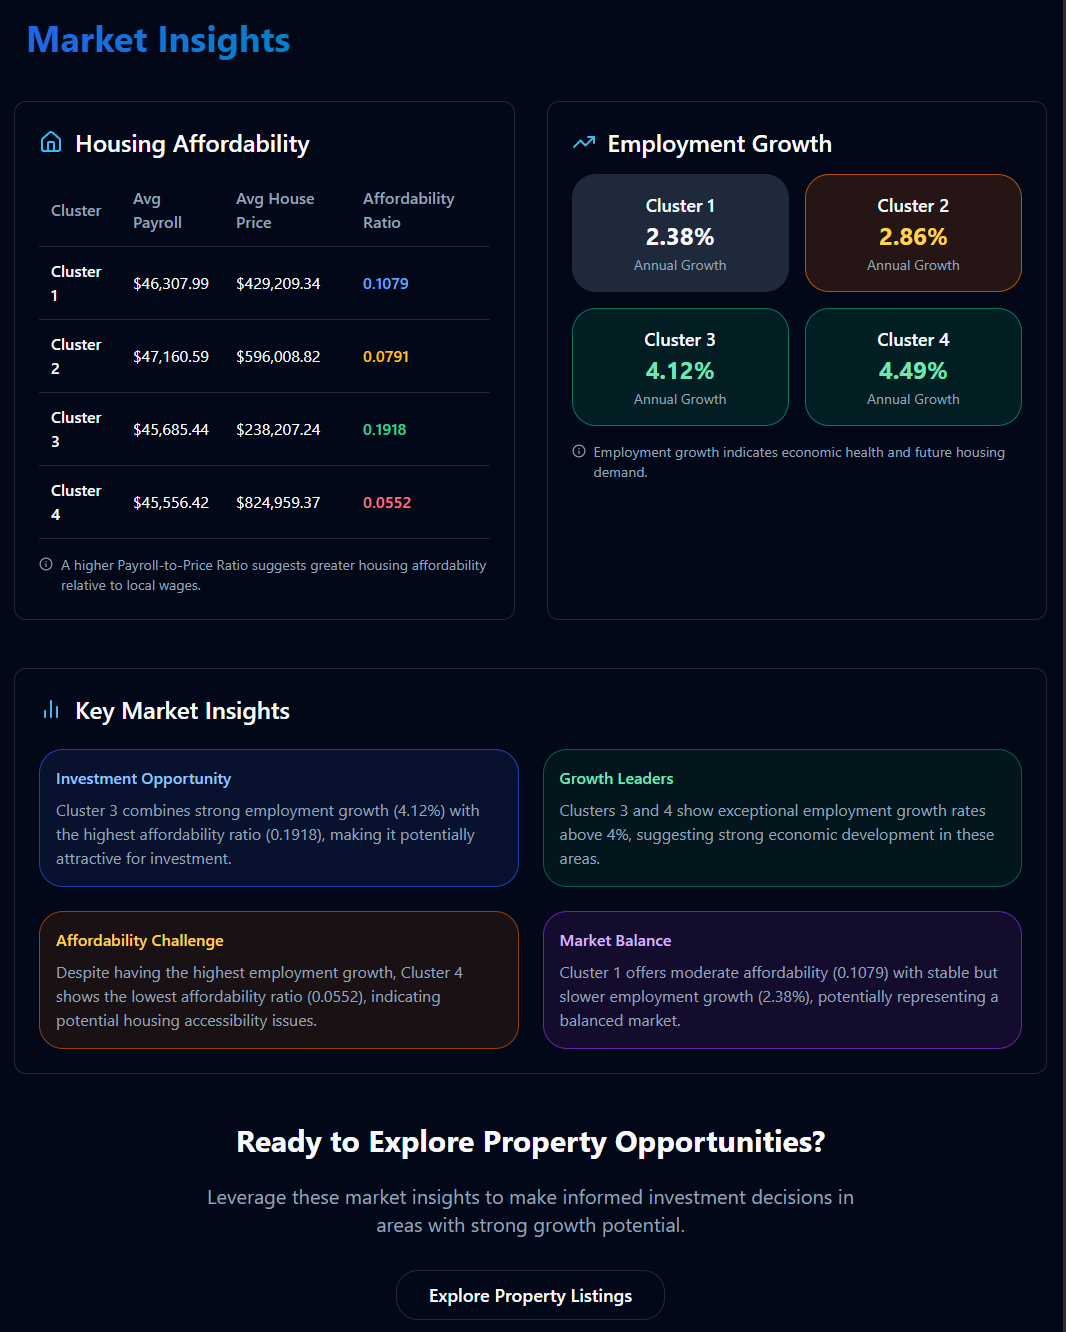 Market Insights
Housing Affordability
Cluster
Avg
Payroll
Avg House
Price
Affordability
Ratio
Cluster
1
$46,307.99
$429,209.34
0.1079
Cluster
2
$47,160.59
$596,008.82
0.0791
Cluster
3
$45,685.44
$238,207.24
0.1918
Cluster
4
$45,556.42
$824,959.37
0.0552
A higher Payroll-to-Price Ratio suggests greater housing affordability
relative to local wages.
Employment Growth
Cluster 1
2.38%
Annual Growth
Cluster 2
2.86%
Annual Growth
Cluster 3
4.12%
Annual Growth
Cluster 4
4.49%
Annual Growth
Employment growth indicates economic health and future housing
demand.
Key Market Insights
Investment Opportunity
Cluster 3 combines strong employment growth (4.12%) with
the highest affordability ratio (0.1918), making it potentially
attractive for investment.
Growth Leaders
Clusters 3 and 4 show exceptional employment growth rates
above 4%, suggesting strong economic development in these
areas.
Affordability Challenge
Despite having the highest employment growth, Cluster 4
shows the lowest affordability ratio (0.0552), indicating
potential housing accessibility issues.
Market Balance
Cluster 1 offers moderate affordability (0.1079) with stable but
slower employment growth (2.38%), potentially representing a
balanced market.
Ready to Explore Property Opportunities?
Leverage these market insights to make informed investment decisions in
areas with strong growth potential.
Explore Property Listings